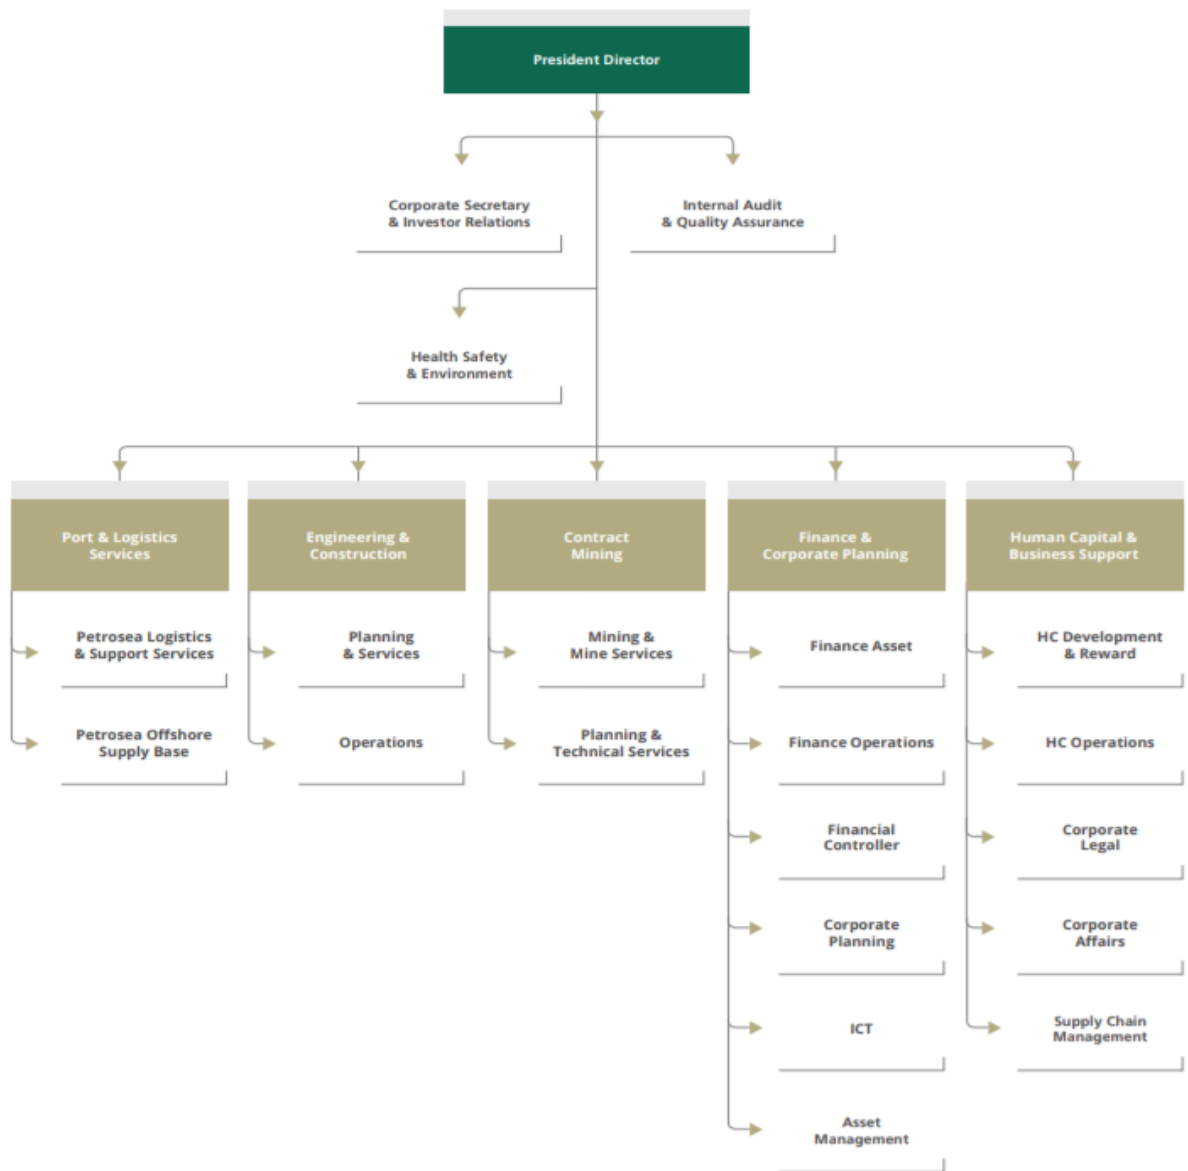 President Director
Corporate Secretary
& Investor Relations
Internal Audit
& Quality Assurance
Health Safety
& Environment
Port & Logistics
Services
Petrosea Logistics
& Support Services
Petrosea Offshore
Supply Base
Engineering &
Construction
Planning
& Services
Operations
Contract
Mining
Mining &
Mine Services
Planning &
Technical Services
Finance &
Corporate Planning
Finance Asset
Finance Operations
Financial
Controller
Corporate
Planning
ICT
Asset
Management
Human Capital &
Business Support
HC Development
& Reward
HC Operations
Corporate
Legal
Corporate
Affairs
Supply Chain
Management